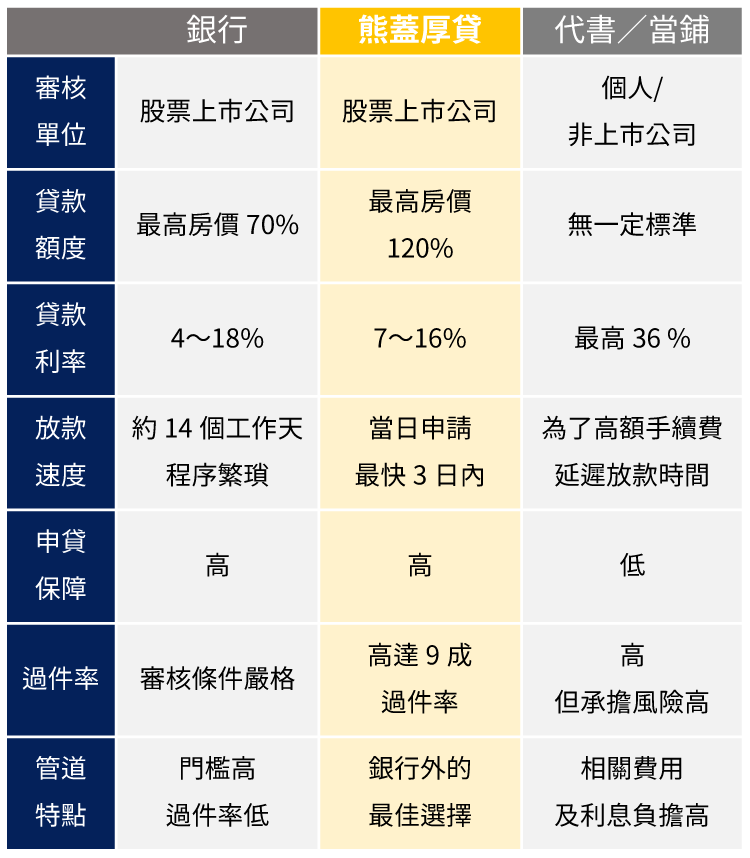 銀行 熊蓋厚貸 代書／當鋪
審核
單位
股票上市公司
股票上市公司
個人/
非上市公司
貸款
額度
最高房價 70%
最高房價
120%
無一定標準
貸款
利率
4～18%
7～16%
最高 36 %
放款
速度
約 14 個工作天
程序繁瑣
當日申請
最快 3 日內
為了高額手續費
延遲放款時間
申貸
保障
高
高
低
過件率
審核條件嚴格
高達 9 成
過件率
高
但承擔風險高
管道
特點
門檻高
過件率低
銀行外的
最佳選擇
相關費用
及利息負擔高